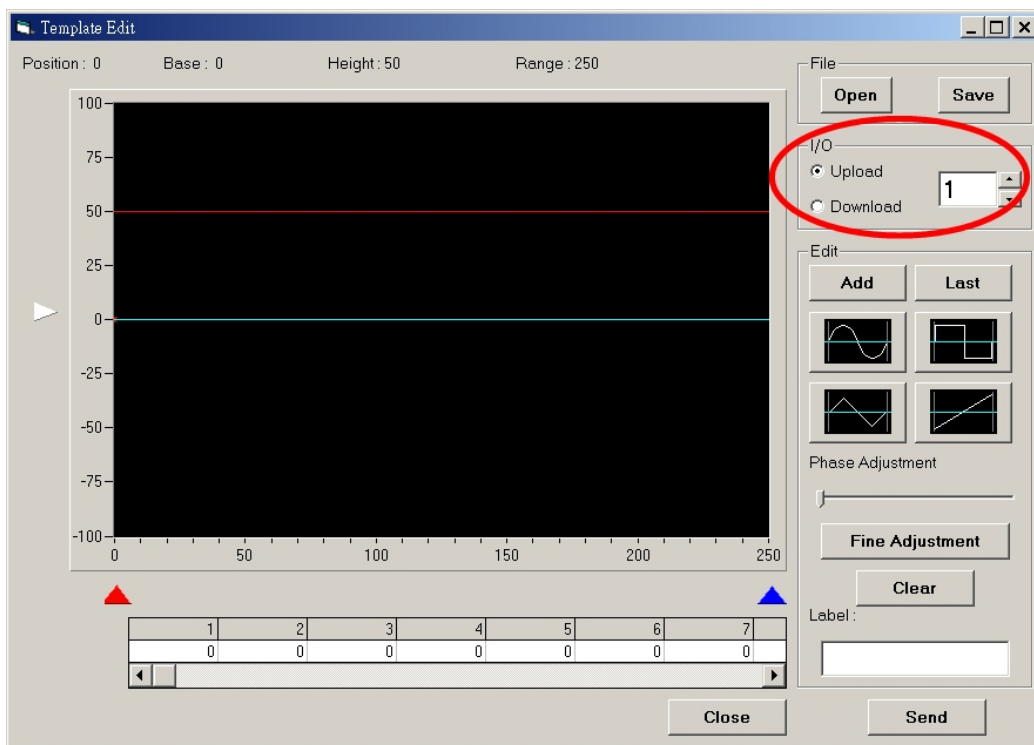 Template Edit
Position : 0 Base : 0 Height : 50 Range : 250
File
Open Save
I/O
Upload
1
Download
Edit
Add Last
Phase Adjustment
Fine Adjustment
Clear
Label :
100
75
50
25
0
-25
-50
-75
-100
0 50 100 150 200 250
1 2 3 4 5 6 7
0 0 0 0 0 0 0
Close Send